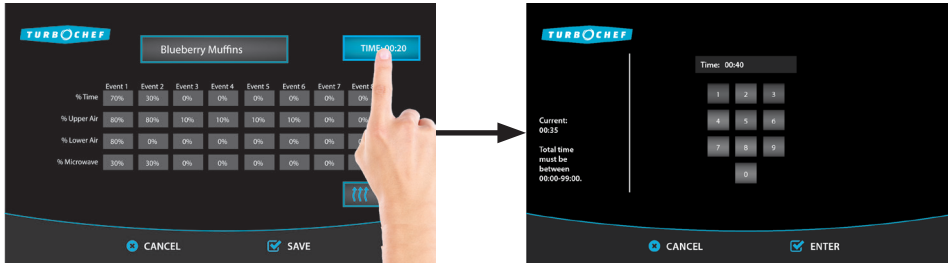 TURBOCHEF
Blueberry Muffins
TIME: 00:20
Event 1 Event 2 Event 3 Event 4 Event 5 Event 6 Event 7 Event
% Time 70% 30% 0% 0% 0% 0% 0% 0%
% Upper Air 80% 80% 10% 10% 10% 10% 0%
% Lower Air 80% 0% 0% 0% 0% 0% 0%
% Microwave 30% 30% 0% 0% 0% 0% 0%
CANCEL
SAVE
TURBOCHEF
Time: 00:40
1 2 3
4 5 6
7 8 9
0
Current:
00:35
Total time
must be
between
00:00-99:00.
CANCEL
ENTER